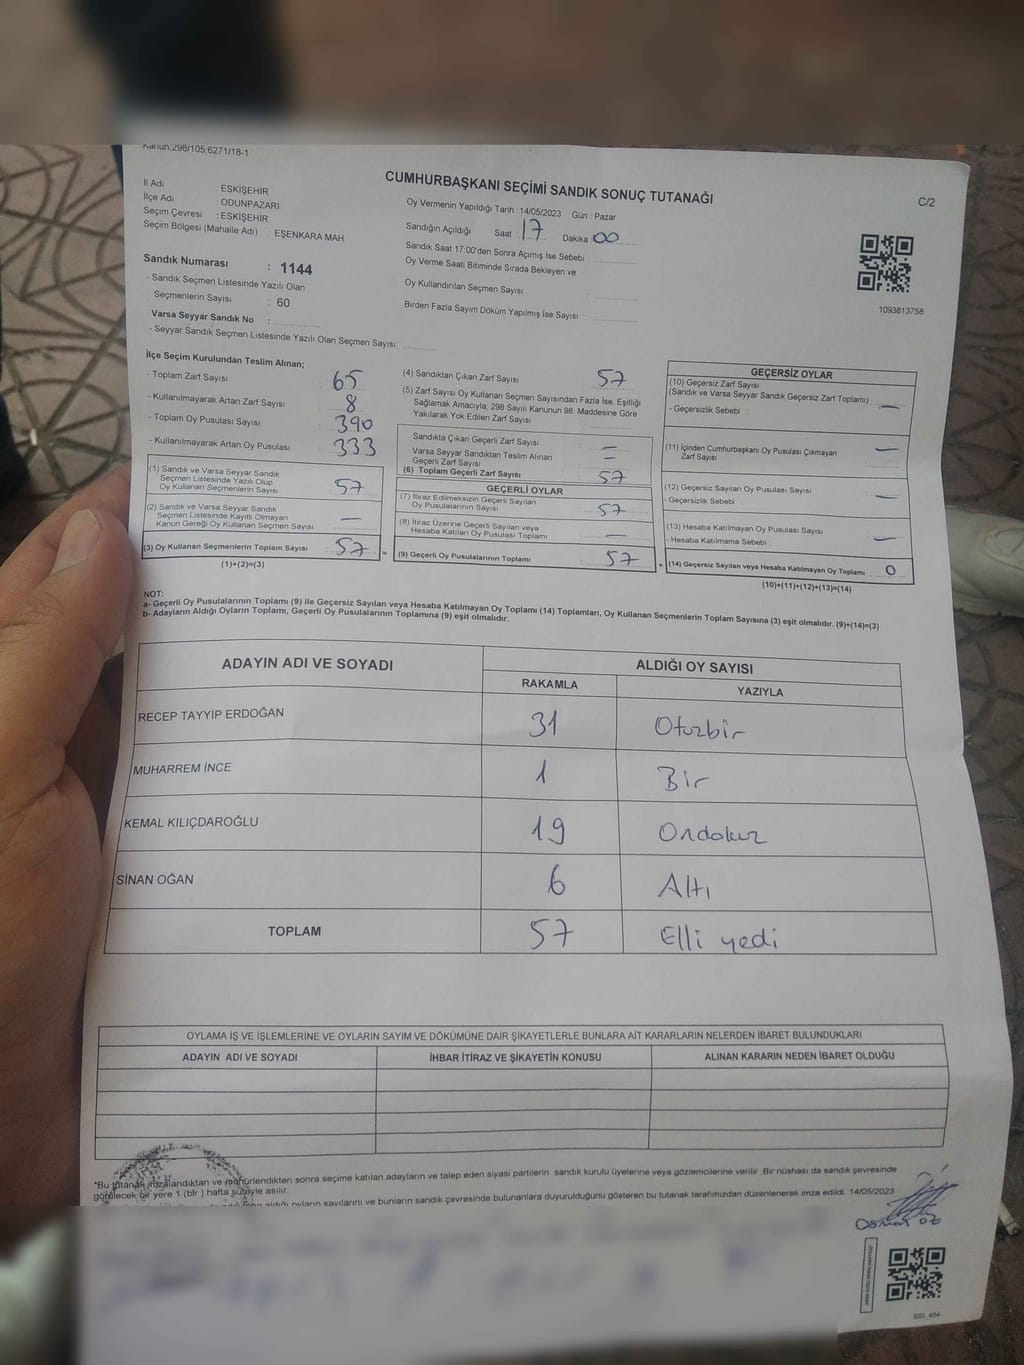 Kanun;298/105;6271/18-1
CUMHURBAŞKANI SEÇİMİ SANDIK SONUÇ TUTANAĞI
C/2
İl Adı : ESKİŞEHİR
İlçe Adı : ODUNPAZARI
Seçim Çevresi : ESKİŞEHİR
Seçim Bölgesi (Mahalle Adı) : EŞENKARA MAH
Sandık Numarası : 1144
- Sandık Seçmen Listesinde Yazılı Olan
Seçmenlerin Sayısı : 60
Varsa Seyyar Sandık No :
- Seyyar Sandık Seçmen Listesinde Yazılı Olan Seçmen Sayısı:
Oy Vermenin Yapıldığı Tarih : 14/05/2023 Gün : Pazar
Sandığın Açıldığı Saat 17 Dakika 00
Sandık Saat 17:00'den Sonra Açımış İse Sebebi :
Oy Verme Saati Bitiminde Sırada Bekleyen ve
Oy Kullandırılan Seçmen Sayısı
Birden Fazla Sayım Döküm Yapılmış İse Sayısı :
1093813758
İlçe Seçim Kurulundan Teslim Alınan;
- Toplam Zarf Sayısı 65
- Kullanılmayarak Artan Zarf Sayısı 8
- Toplam Oy Pusulası Sayısı 390
- Kullanılmayarak Artan Oy Pusulası 333
(1) Sandık ve Varsa Seyyar Sandık
Seçmen Listesinde Yazılı Olup
Oy Kullanan Seçmenlerin Sayısı 57
(2) Sandık ve Varsa Seyyar Sandık
Seçmen Listesinde Kayıtlı Olmayan
Kanun Gereği Oy Kullanan Seçmen Sayısı —
(3) Oy Kullanan Seçmenlerin Toplam Sayısı 57 =
(1)+(2)=(3)
(4) Sandıktan Çıkan Zarf Sayısı 57
(5) Zarf Sayısı Oy Kullanan Seçmen Sayısından Fazla İse, Eşitliği
Sağlamak Amacıyla, 298 Sayılı Kanunun 98. Maddesine Göre
Yakılarak Yok Edilen Zarf Sayısı
Sandıkta Çıkan Geçerli Zarf Sayısı —
Varsa Seyyar Sandıktan Teslim Alınan
Geçerli Zarf Sayısı —
(6) Toplam Geçerli Zarf Sayısı 57
GEÇERLİ OYLAR
(7) İtiraz Edilmeksizin Geçerli Sayılan
Oy Pusulalarının Sayısı 57
(8) İtiraz Üzerine Geçerli Sayılan veya
Hesaba Katılan Oy Pusulası Toplamı —
(9) Geçerli Oy Pusulalarının Toplamı 57 +
GEÇERSİZ OYLAR
(10) Geçersiz Zarf Sayısı
(Sandık ve Varsa Seyyar Sandık Geçersiz Zarf Toplamı) : —
- Geçersizlik Sebebi :
(11) İçinden Cumhurbaşkanı Oy Pusulası Çıkmayan
Zarf Sayısı —
(12) Geçersiz Sayılan Oy Pusulası Sayısı —
- Geçersizlik Sebebi :
(13) Hesaba Katılmayan Oy Pusulası Sayısı —
- Hesaba Katılmama Sebebi :
(14) Geçersiz Sayılan veya Hesaba Katılmayan Oy Toplamı 0
(10)+(11)+(12)+(13)=(14)
NOT:
a- Geçerli Oy Pusulalarının Toplamı (9) ile Geçersiz Sayılan veya Hesaba Katılmayan Oy Toplamı (14) Toplamları, Oy Kullanan Seçmenlerin Toplam Sayısına (3) eşit olmalıdır. (9)+(14)=(3)
b- Adayların Aldığı Oyların Toplamı, Geçerli Oy Pusulalarının Toplamına (9) eşit olmalıdır.
ADAYIN ADI VE SOYADI ALDIĞI OY SAYISI
RAKAMLA YAZIYLA
RECEP TAYYİP ERDOĞAN 31 Otuzbir
MUHARREM İNCE 1 Bir
KEMAL KILIÇDAROĞLU 19 Ondokuz
SİNAN OĞAN 6 Altı
TOPLAM 57 Elli yedi
OYLAMA İŞ VE İŞLEMLERİNE VE OYLARIN SAYIM VE DÖKÜMÜNE DAİR ŞİKAYETLERLE BUNLARA AİT KARARLARIN NELERDEN İBARET BULUNDUKLARI
ADAYIN ADI VE SOYADI İHBAR İTİRAZ VE ŞİKAYETİN KONUSU ALINAN KARARIN NEDEN İBARET OLDUĞU
*Bu tutanak imzalandıktan ve mühürlendikten sonra seçime katılan adayların ve talep eden siyasi partilerin sandık kurulu üyelerine veya gözlemcilerine verilir. Bir nüshası da sandık çevresinde
görülecek bir yere 1 (bir) hafta süreyle asılır.
aldığı oyların sayılarını ve bunların sandık çevresinde bulunanlara duyurulduğunu gösteren bu tutanak tarafımızdan düzenlenerek imza edildi. 14/05/2023
Osman öz